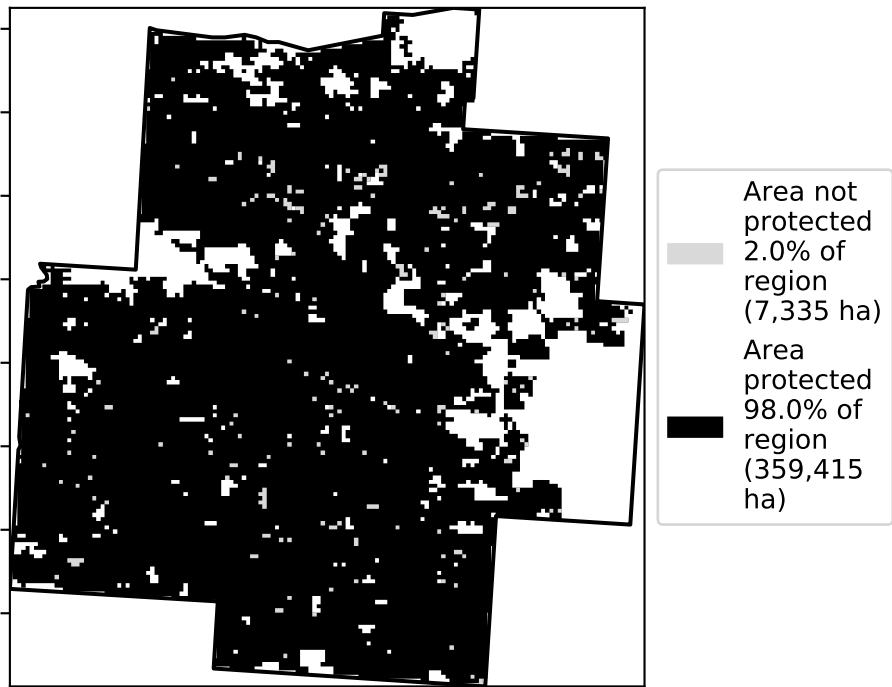 Area not
protected
2.0% of
region
(7,335 ha)
Area
protected
98.0% of
region
(359,415
ha)